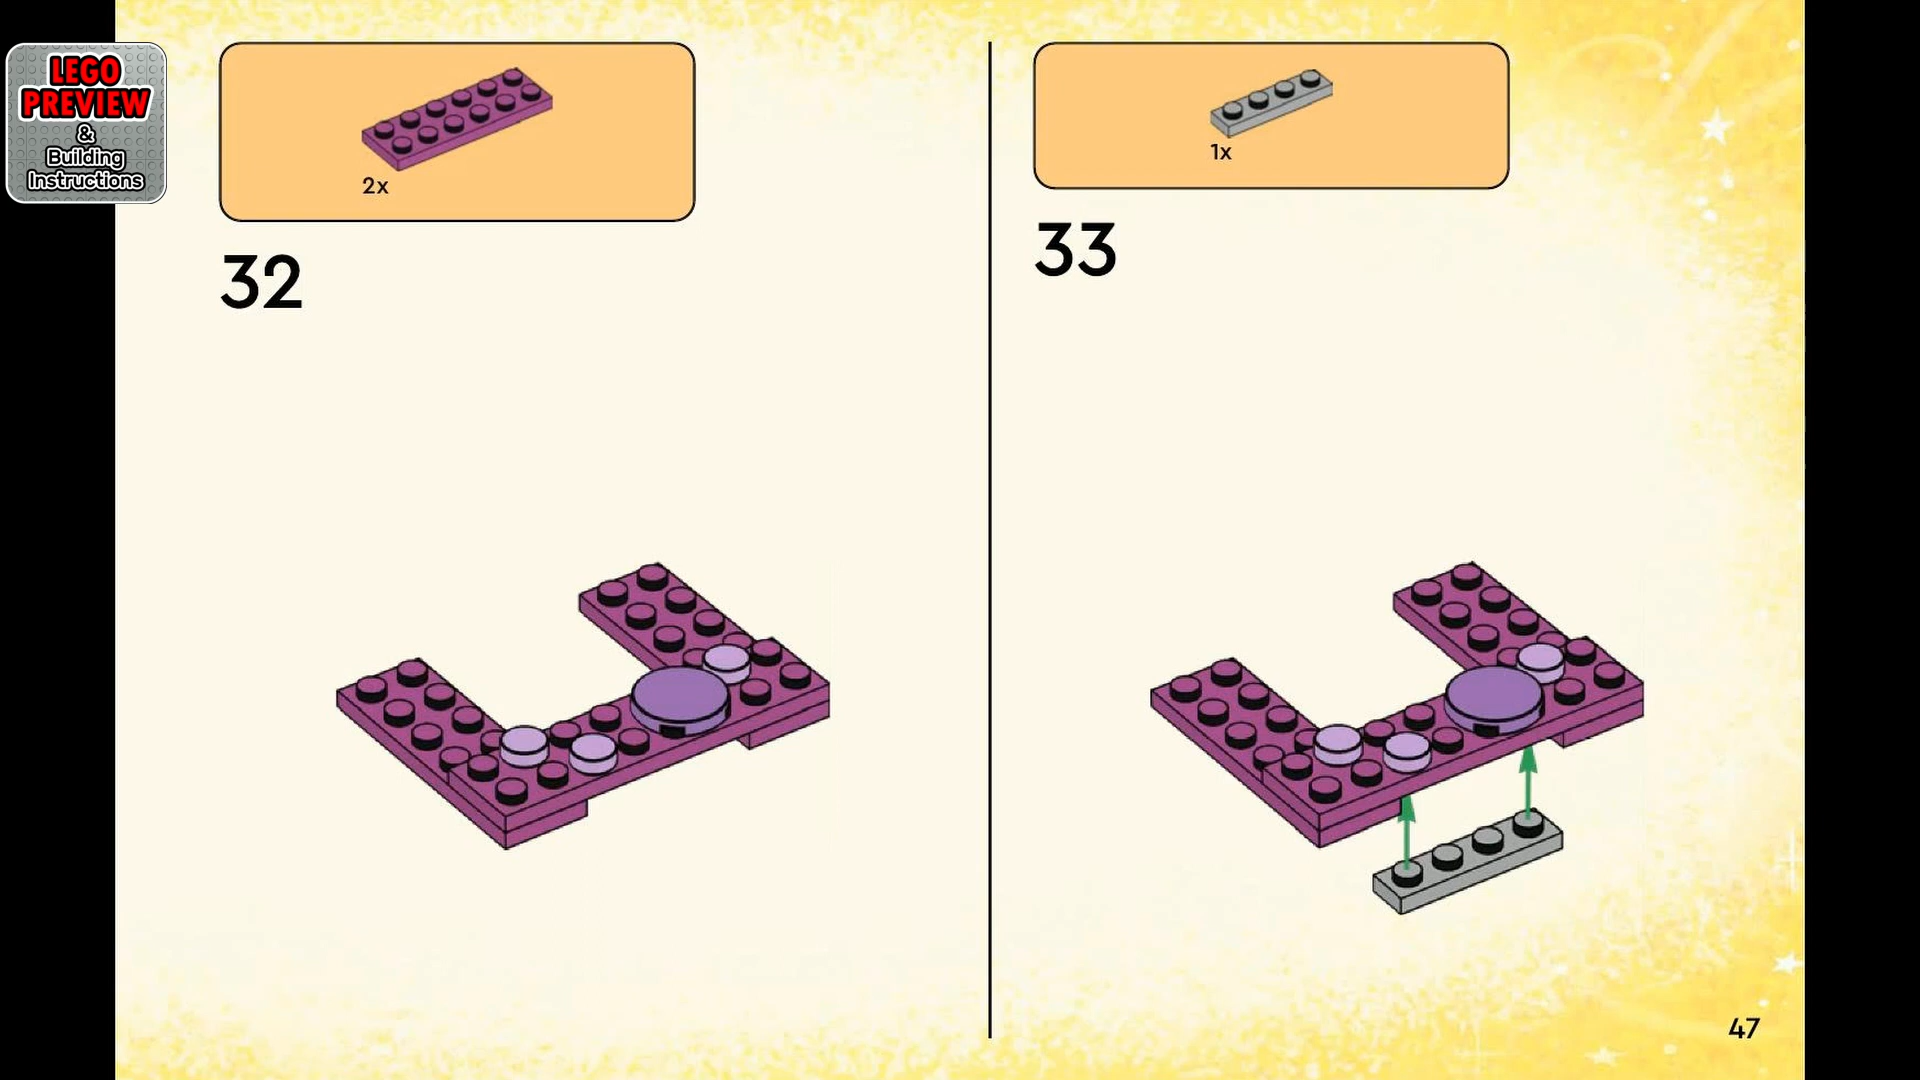 LEGO
PREVIEW
&
Building
Instructions
2x
32
1x
33
47